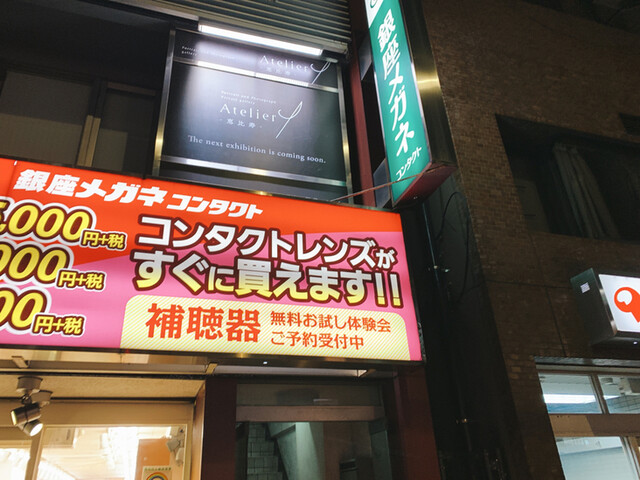 Atelier
恵比寿
Atelier
恵比寿
The next exhibition is coming soon.
銀座メガネ
コンタクト
銀座メガネ コンタクト
,000円+税
000円+税
00円+税
コンタクトレンズが
すぐに買えます!!
補聴器
無料お試し体験会
ご予約受付中